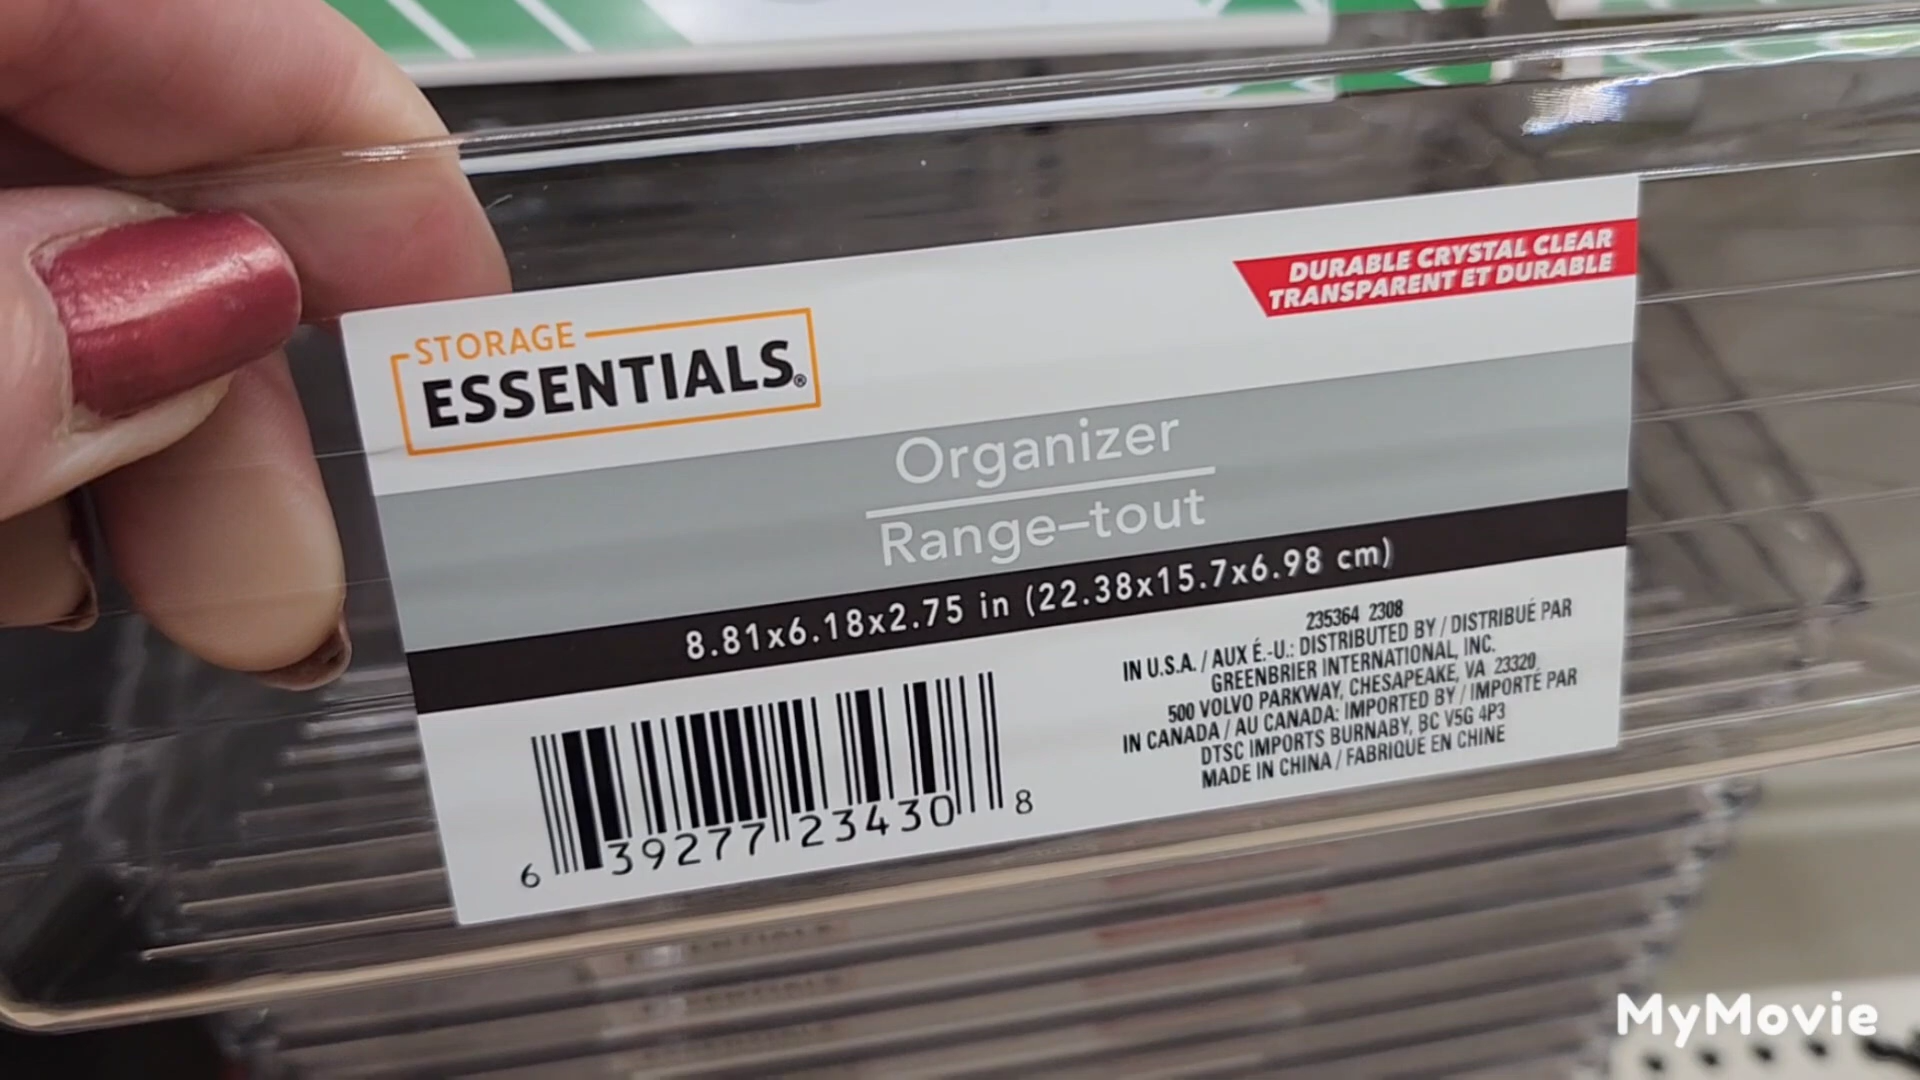 STORAGE
ESSENTIALS®
DURABLE CRYSTAL CLEAR
TRANSPARENT ET DURABLE
Organizer
Range-tout
8.81x6.18x2.75 in (22.38x15.7x6.98 cm)
235364 2308
IN U.S.A. / AUX É.-U.: DISTRIBUTED BY / DISTRIBUÉ PAR
GREENBRIER INTERNATIONAL, INC.
500 VOLVO PARKWAY, CHESAPEAKE, VA 23320
IN CANADA / AU CANADA: IMPORTED BY / IMPORTÉ PAR
DTSC IMPORTS BURNABY, BC V5G 4P3
MADE IN CHINA / FABRIQUÉ EN CHINE
6 39277 23430 8
MyMovie